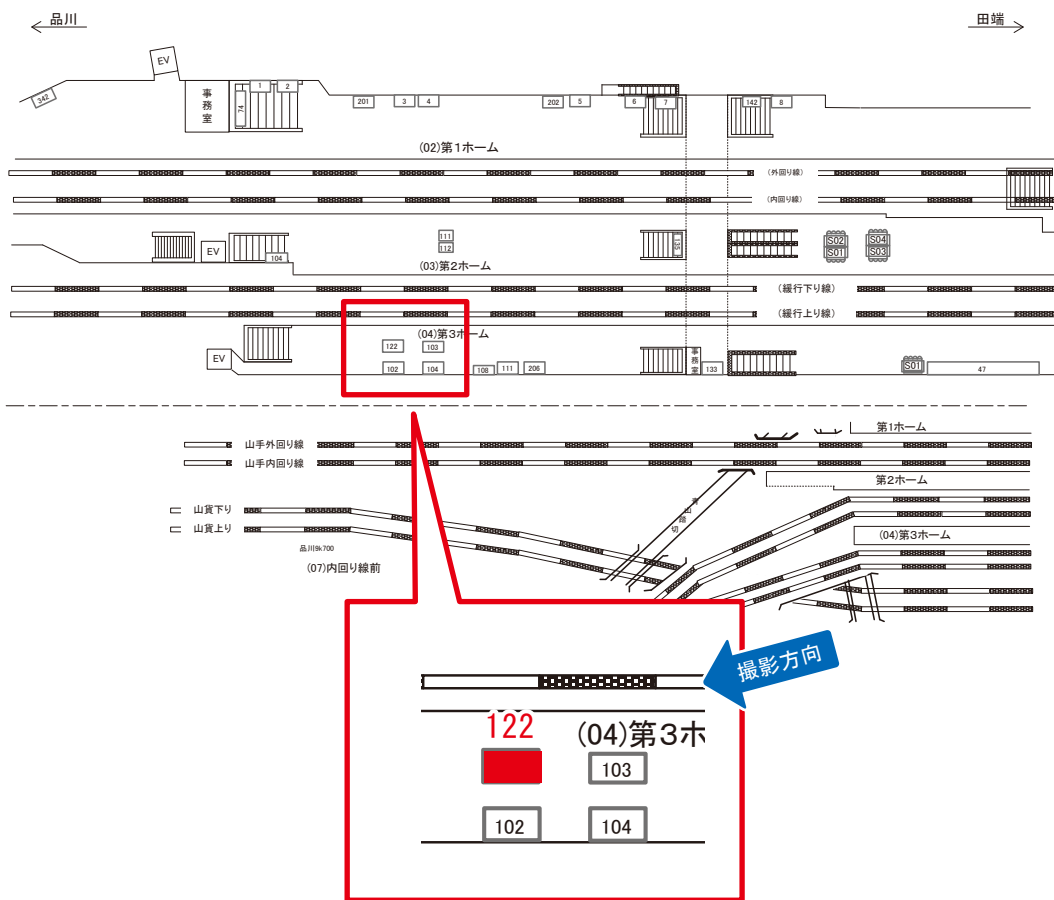 品川
田端
EV
342
事務室
74
1
2
201
3
4
202
5
6
7
142
8
(02)第1ホーム
(外回り線)
(内回り線)
EV
104
111
112
135
S02
S01
S04
S03
(03)第2ホーム
(緩行下り線)
(緩行上り線)
(04)第3ホーム
EV
122
103
102
104
108
111
206
事務室
133
S01
47
第1ホーム
山手外回り線
山手内回り線
第2ホーム
山貨下り
山貨上り
青山踏切
(04)第3ホーム
品川9k700
(07)内回り線前
撮影方向
122
(04)第3ホ
103
102
104